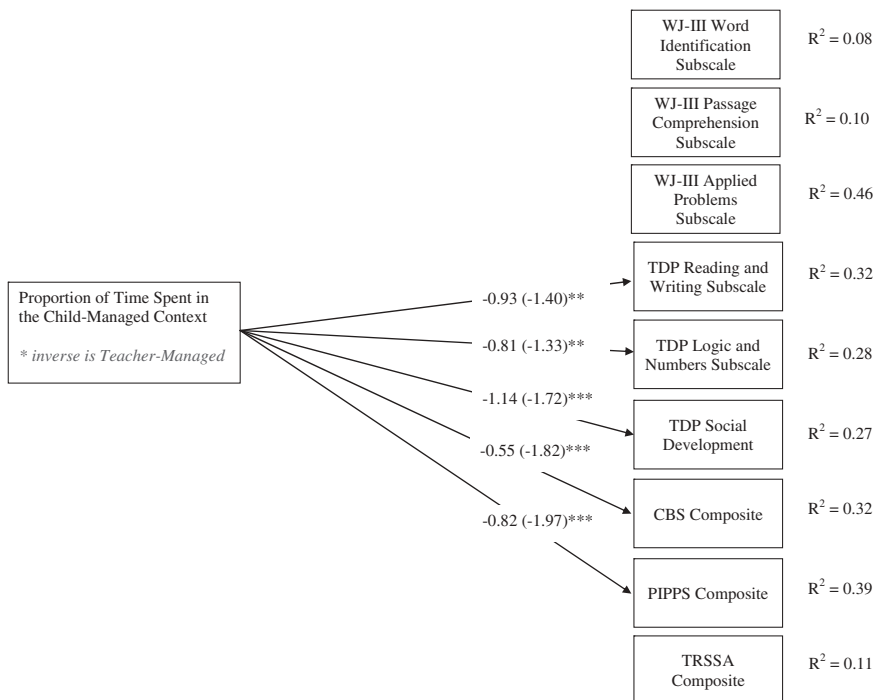 WJ-III Word
Identification
Subscale
R² = 0.08
WJ-III Passage
Comprehension
Subscale
R² = 0.10
WJ-III Applied
Problems
Subscale
R² = 0.46
Proportion of Time Spent in
the Child-Managed Context
* inverse is Teacher-Managed
-0.93 (-1.40)**
TDP Reading and
Writing Subscale
R² = 0.32
-0.81 (-1.33)**
TDP Logic and
Numbers Subscale
R² = 0.28
-1.14 (-1.72)***
TDP Social
Development
R² = 0.27
-0.55 (-1.82)***
CBS Composite
R² = 0.32
-0.82 (-1.97)***
PIPPS Composite
R² = 0.39
TRSSA
Composite
R² = 0.11